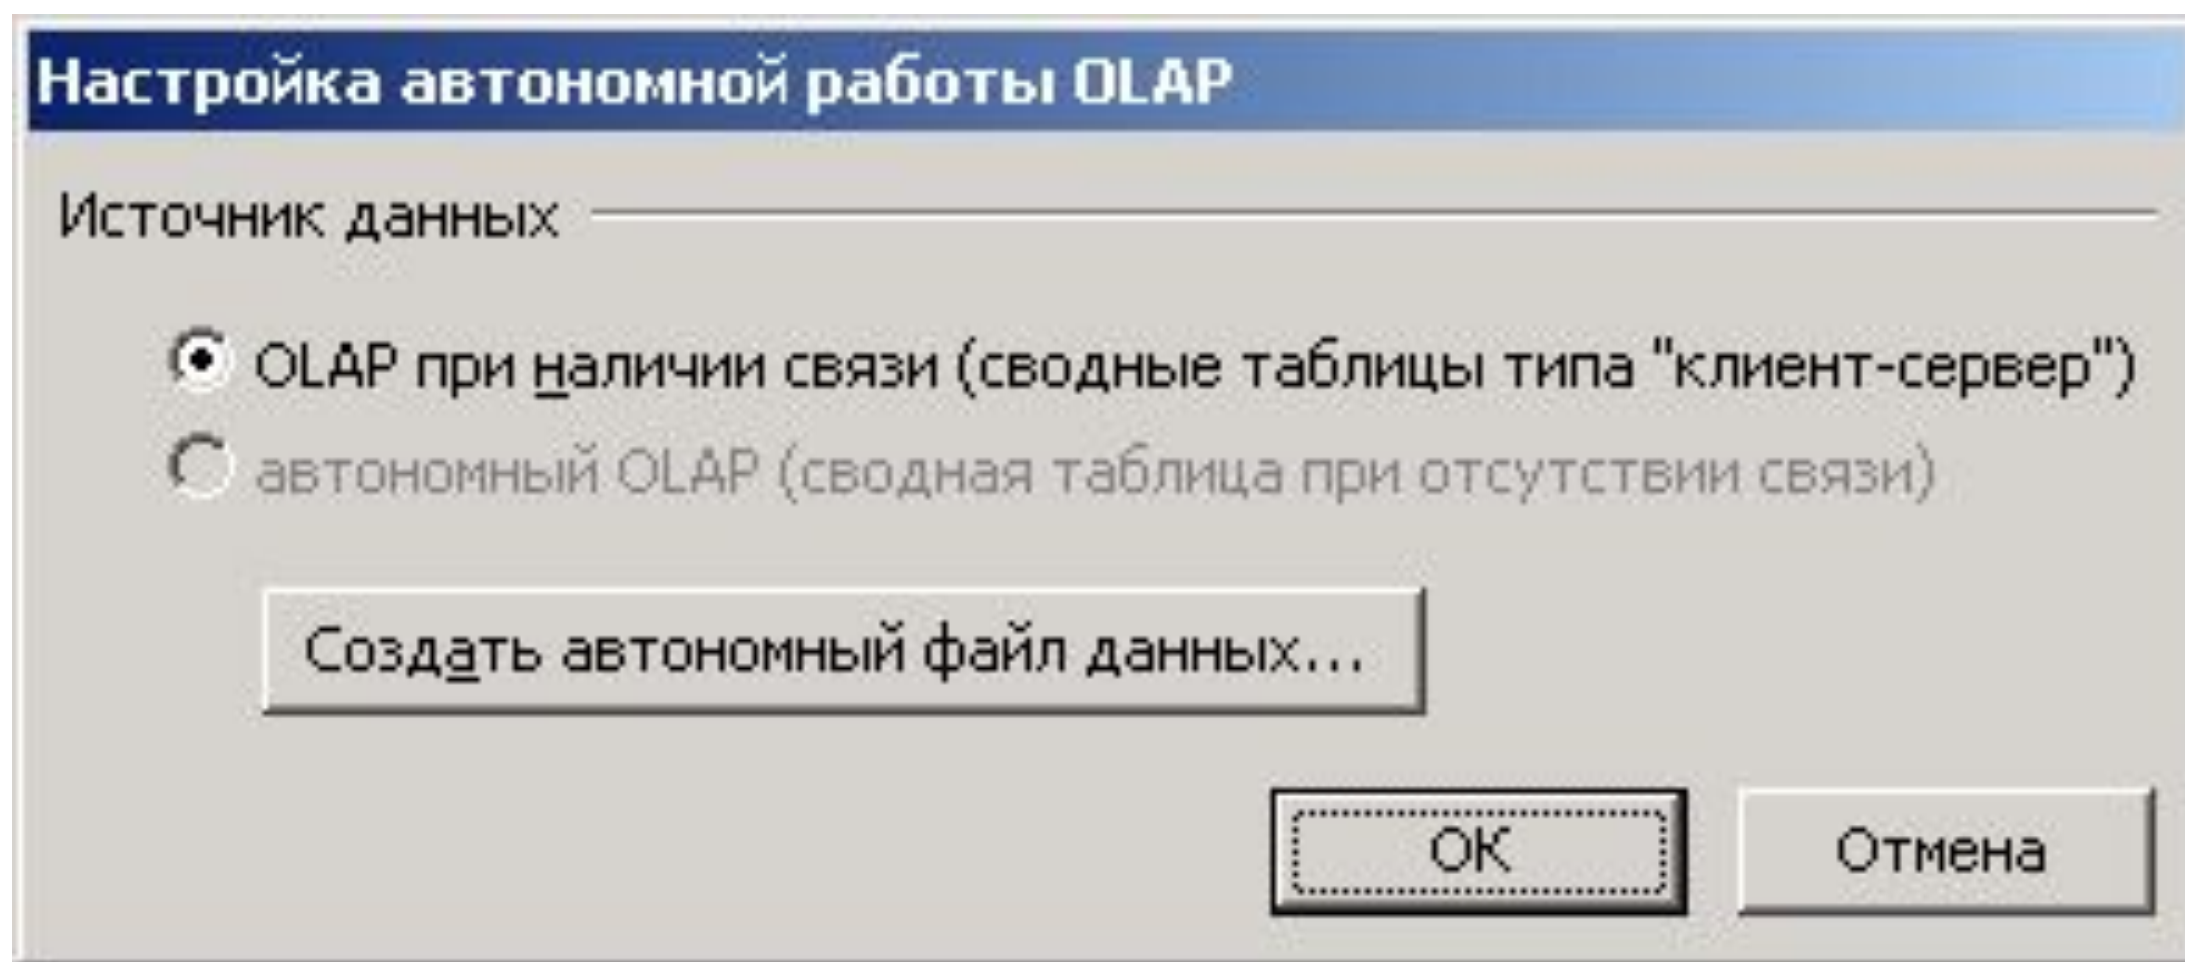 Настройка автономной работы OLAP
Источник данных
OLAP при наличии связи (сводные таблицы типа "клиент-сервер")
автономный OLAP (сводная таблица при отсутствии связи)
Создать автономный файл данных...
ОК
Отмена